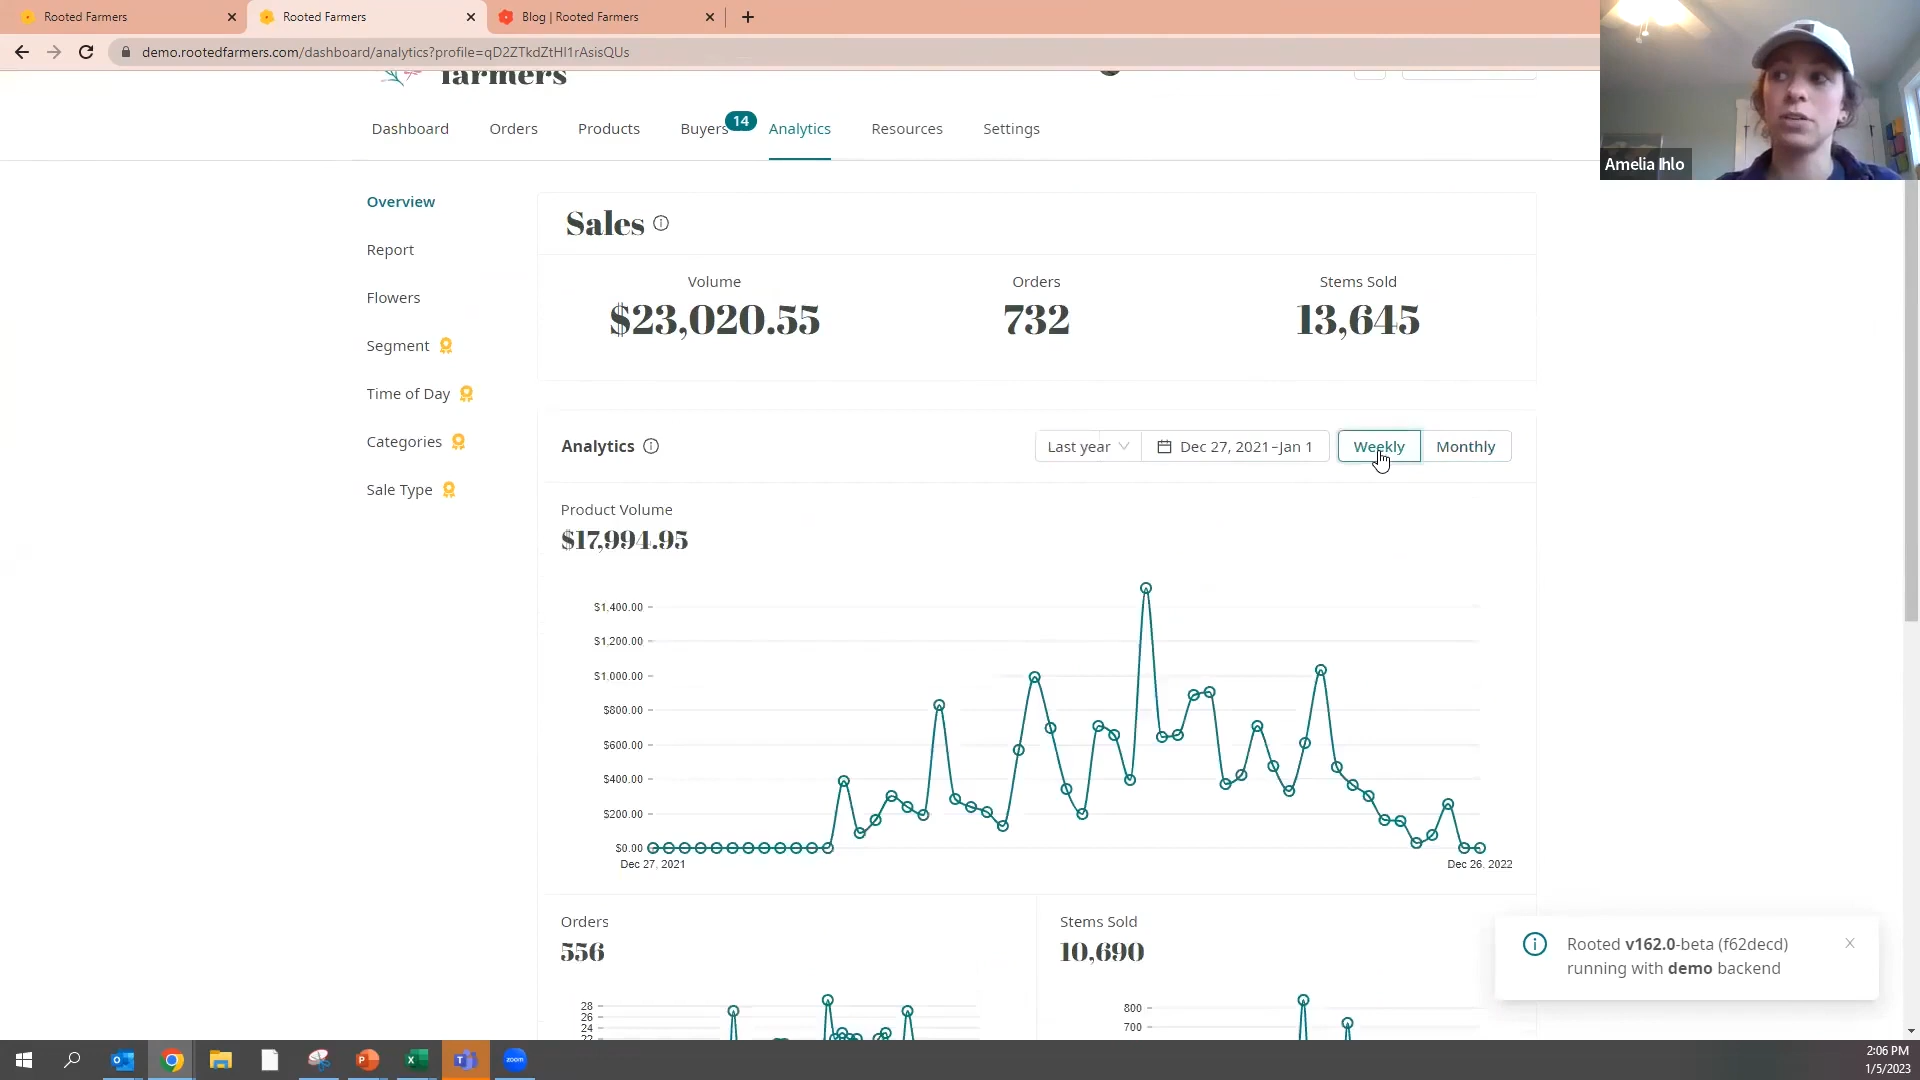 Rooted Farmers
Rooted Farmers
Blog | Rooted Farmers
demo.rootedfarmers.com/dashboard/analytics?profile=qD2ZTkdZtHl1rAsisQUs
farmers
Dashboard Orders Products Buyers 14 Analytics Resources Settings
Amelia Ihlo
Overview
Report
Flowers
Segment
Time of Day
Categories
Sale Type
Sales
Volume Orders Stems Sold
$23,020.55 732 13,645
Analytics
Last year Dec 27, 2021–Jan 1 Weekly Monthly
Product Volume
$17,994.95
$1,400.00
$1,200.00
$1,000.00
$800.00
$600.00
$400.00
$200.00
$0.00
Dec 27, 2021 Dec 26, 2022
Orders
556
28
26
24
22
Stems Sold
10,690
800
700
Rooted v162.0-beta (f62decd)
running with demo backend
zoom
2:06 PM
1/5/2023